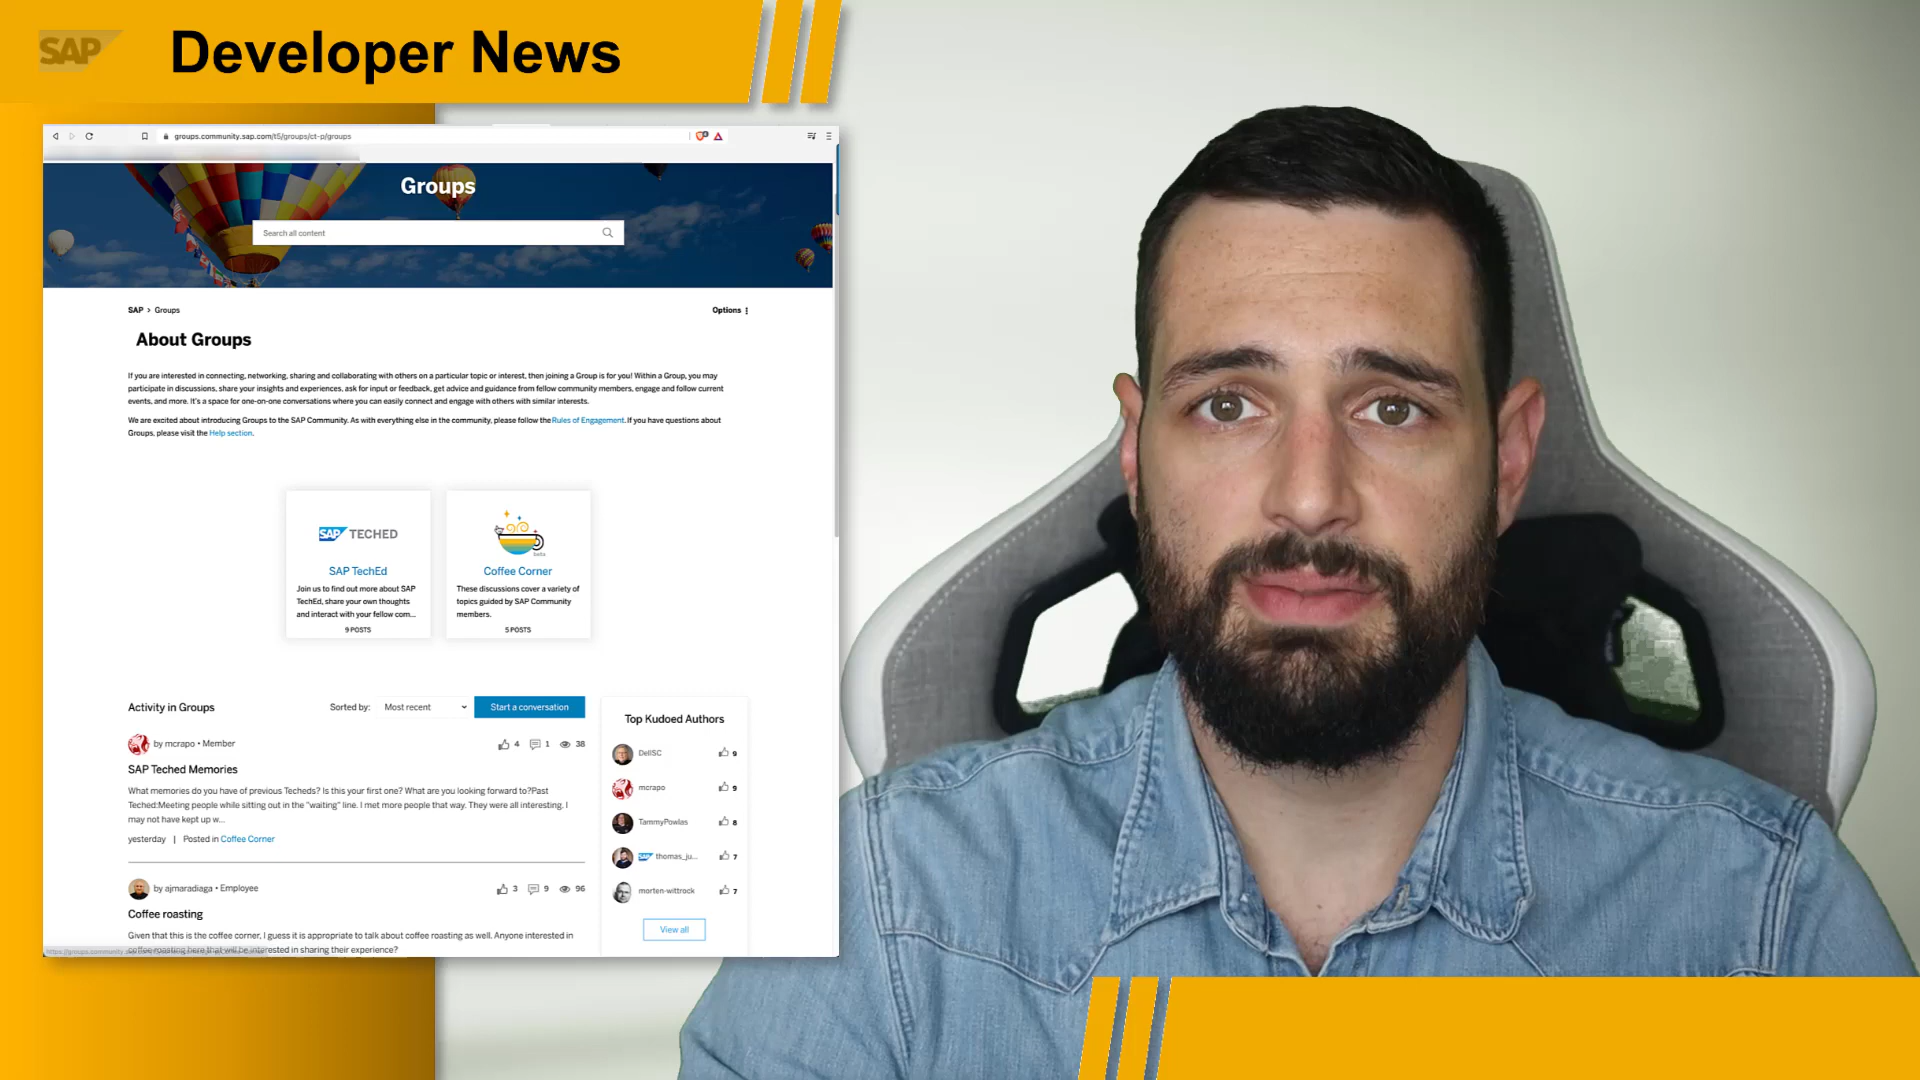 SAP Developer News
groups.community.sap.com/t5/groups/ct-p/groups
Groups
Search all content
SAP > Groups
Options
About Groups
If you are interested in connecting, networking, sharing and collaborating with others on a particular topic or interest, then joining a Group is for you! Within a Group, you may
participate in discussions, share your insights and experiences, ask for input or feedback, get advice and guidance from fellow community members, engage and follow current
events, and more. It's a space for one-on-one conversations where you can easily connect and engage with others with similar interests.
We are excited about introducing Groups to the SAP Community. As with everything else in the community, please follow the Rules of Engagement. If you have questions about
Groups, please visit the Help section.
SAP TECHED
SAP TechEd
Join us to find out more about SAP
TechEd, share your own thoughts
and interact with your fellow com...
9 POSTS
beta
Coffee Corner
These discussions cover a variety of
topics guided by SAP Community
members.
5 POSTS
Activity in Groups
Sorted by: Most recent
Start a conversation
by mcrapo • Member
4 1 38
SAP Teched Memories
What memories do you have of previous Techeds? Is this your first one? What are you looking forward to?Past
Teched:Meeting people while sitting out in the "waiting" line. I met more people that way. They were all interesting. I
may not have kept up w...
yesterday | Posted in Coffee Corner
by ajmaradiaga • Employee
3 9 96
Coffee roasting
Given that this is the coffee corner, I guess it is appropriate to talk about coffee roasting as well. Anyone interested in
coffee roasting here that will be interested in sharing their experience?
Top Kudoed Authors
DellSC 9
mcrapo 9
TammyPowlas 8
SAP thomas_ju... 7
morten-wittrock 7
View all